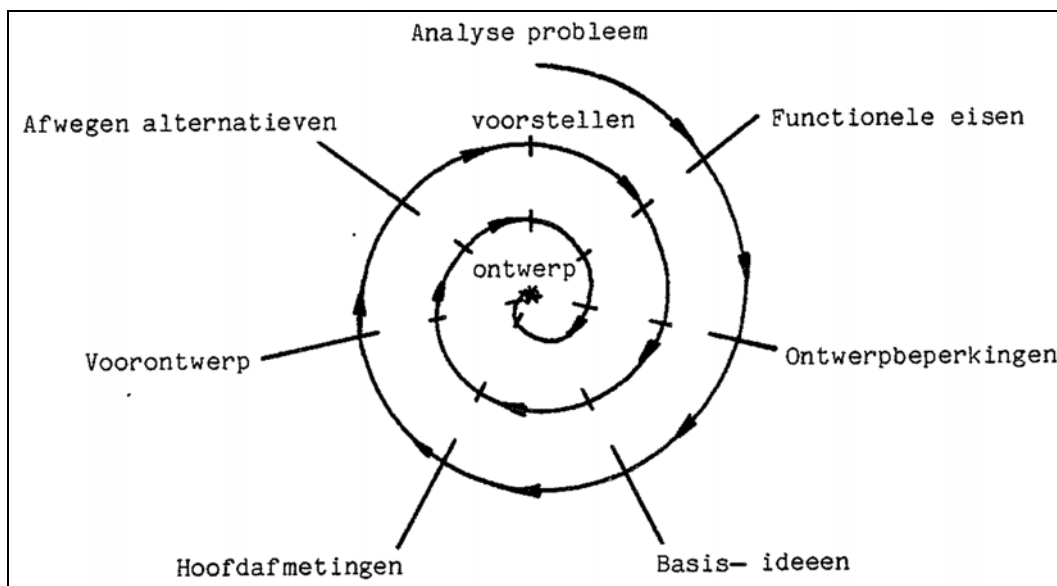 Analyse probleem
Afwegen alternatieven
voorstellen
Functionele eisen
ontwerp
Voorontwerp
Ontwerpbeperkingen
Hoofdafmetingen
Basis- ideeen